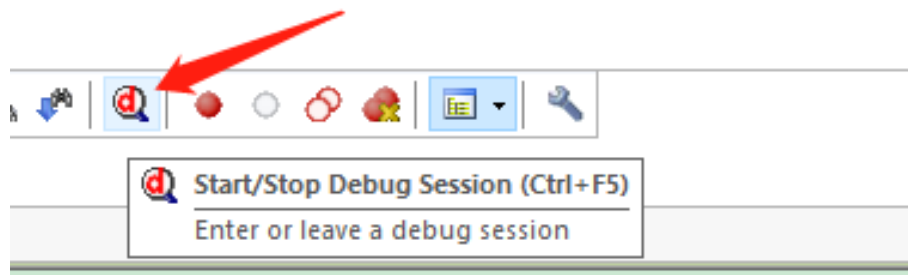 Start/Stop Debug Session (Ctrl+F5)
Enter or leave a debug session